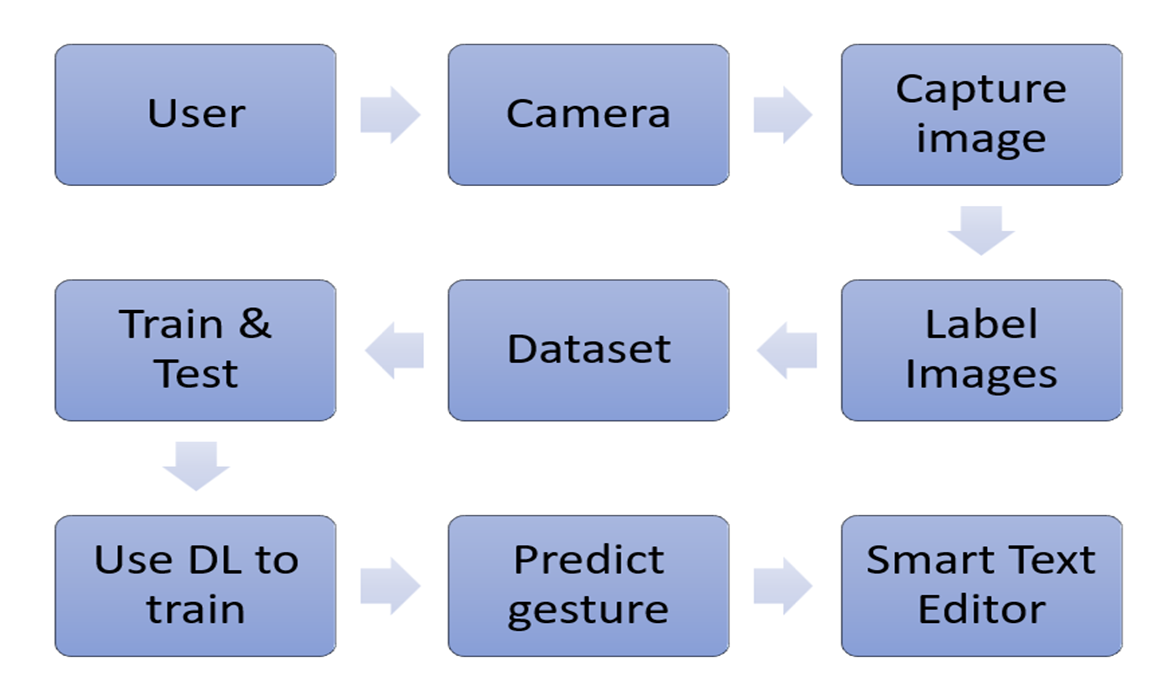 User
Camera
Capture
image
Label
Images
Dataset
Train &
Test
Use DL to
train
Predict
gesture
Smart Text
Editor